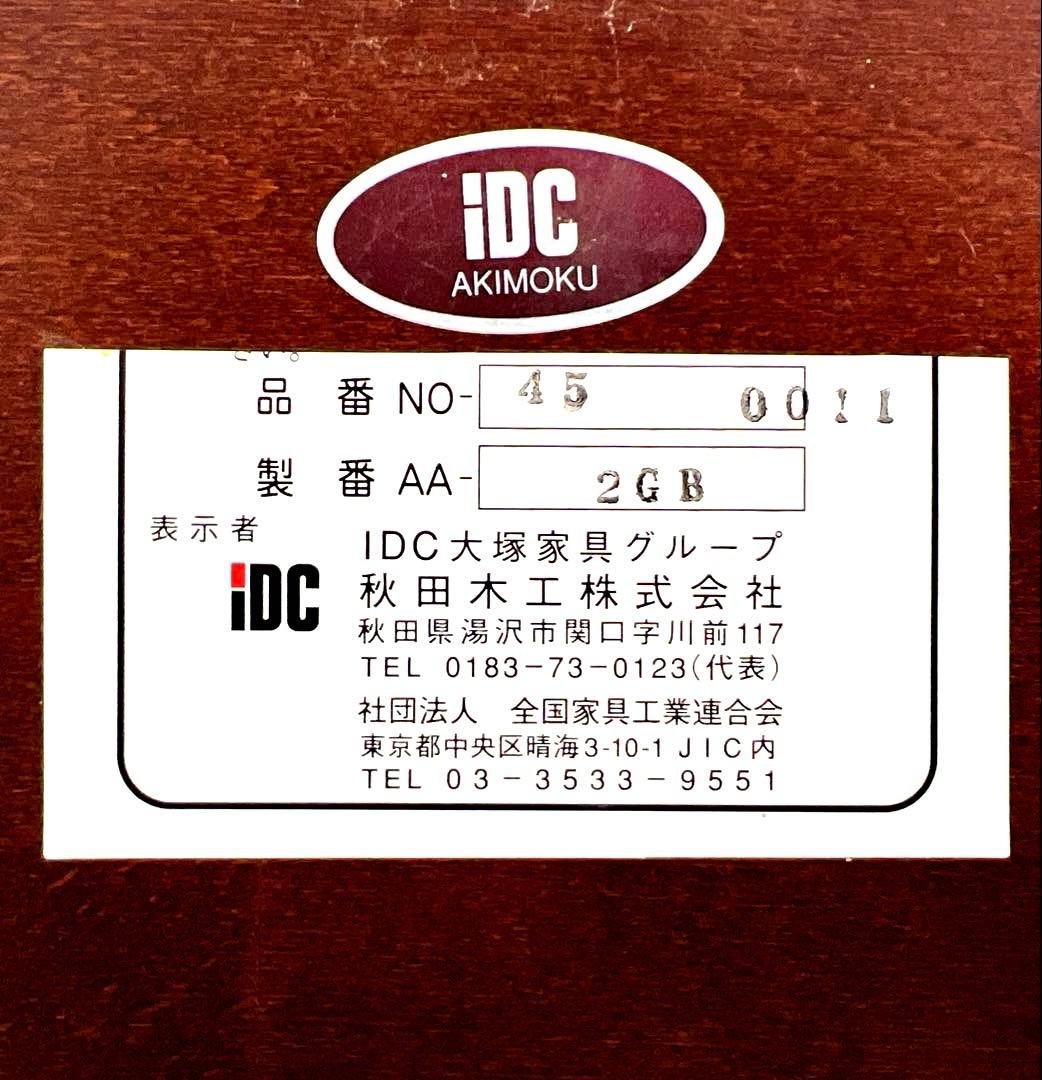 iDC
AKIMOKU
さい。
品 番 NO- 45 0011
製 番 AA- 2GB
表示者
iDC
IDC大塚家具グループ
秋田木工株式会社
秋田県湯沢市関口字川前117
TEL 0183-73-0123(代表)
社団法人 全国家具工業連合会
東京都中央区晴海3-10-1 JIC内
TEL 03-3533-9551